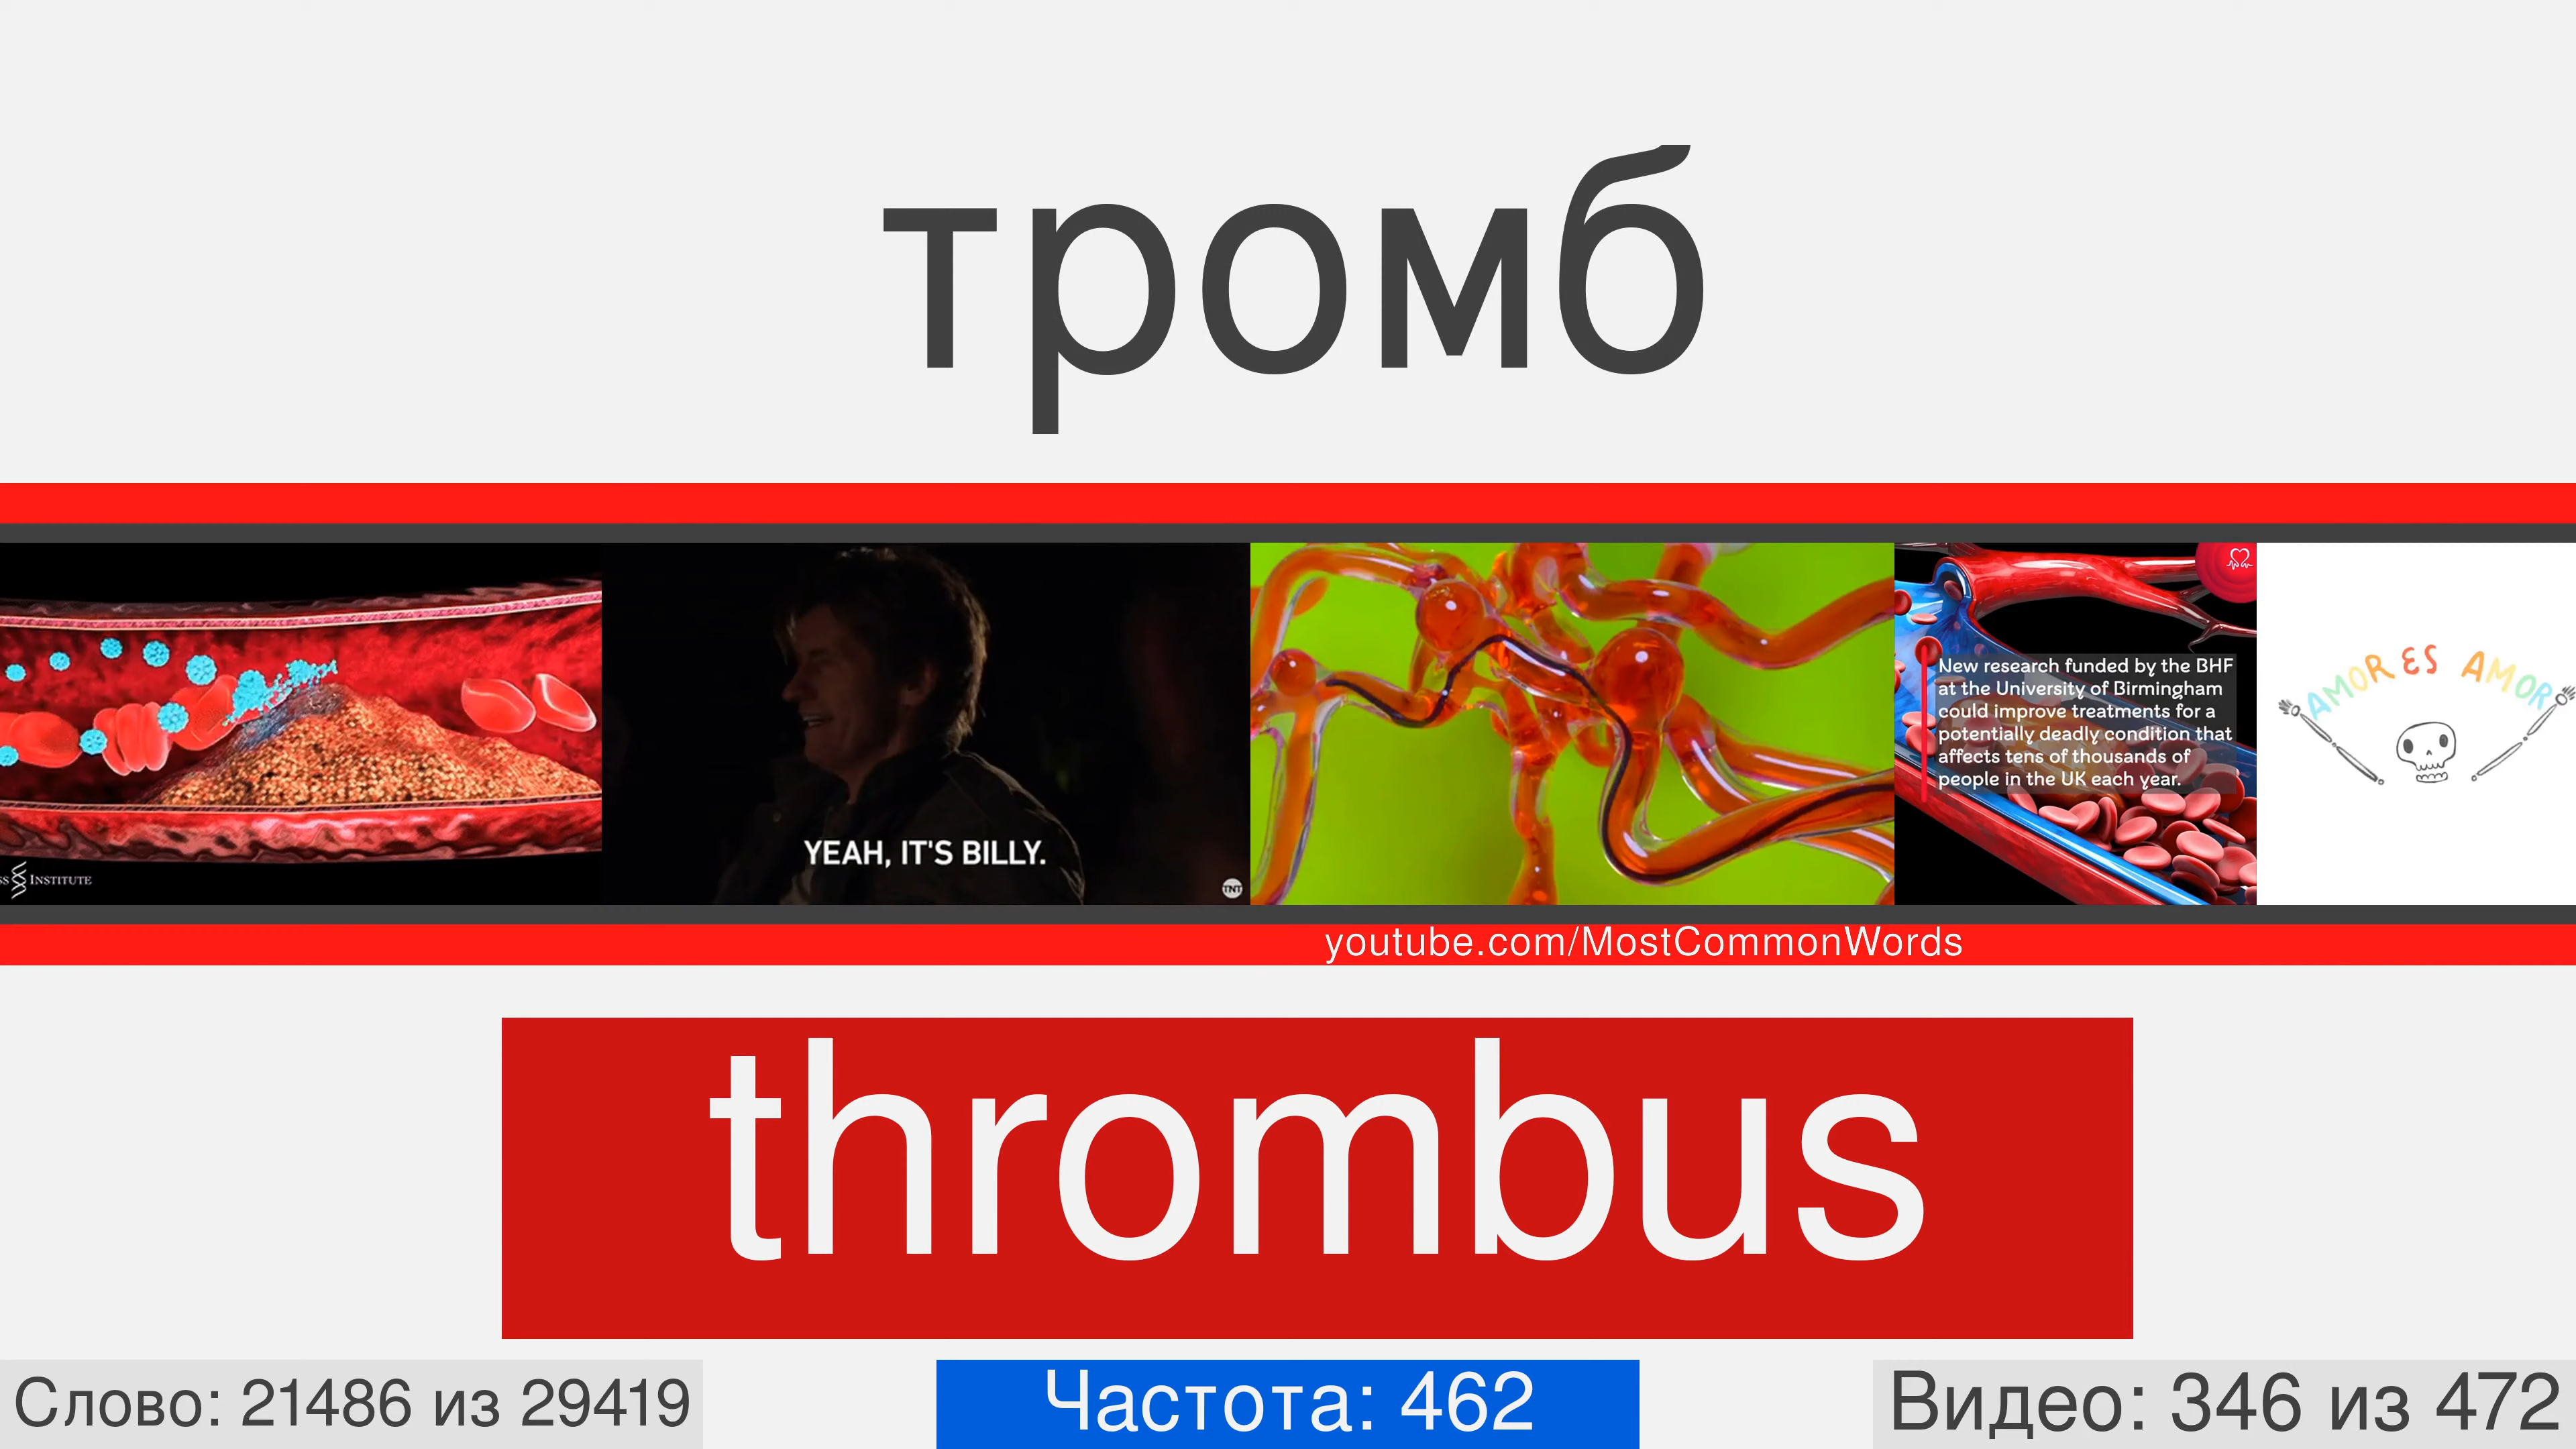 тромб
INSTITUTE
YEAH, IT'S BILLY.
TNT
New research funded by the BHF
at the University of Birmingham
could improve treatments for a
potentially deadly condition that
affects tens of thousands of
people in the UK each year.
AMOR ES AMOR
youtube.com/MostCommonWords
thrombus
Слово: 21486 из 29419
Частота: 462
Видео: 346 из 472